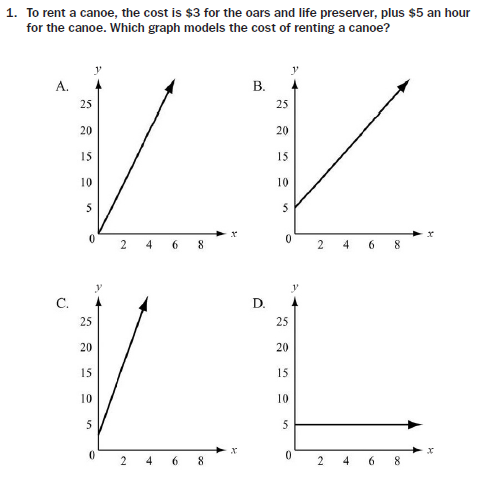 1. To rent a canoe, the cost is $3 for the oars and life preserver, plus $5 an hour
for the canoe. Which graph models the cost of renting a canoe?
A.
y
25
20
15
10
5
0
2 4 6 8
x
B.
y
25
20
15
10
5
0
2 4 6 8
x
C.
y
25
20
15
10
5
0
2 4 6 8
x
D.
y
25
20
15
10
5
0
2 4 6 8
x